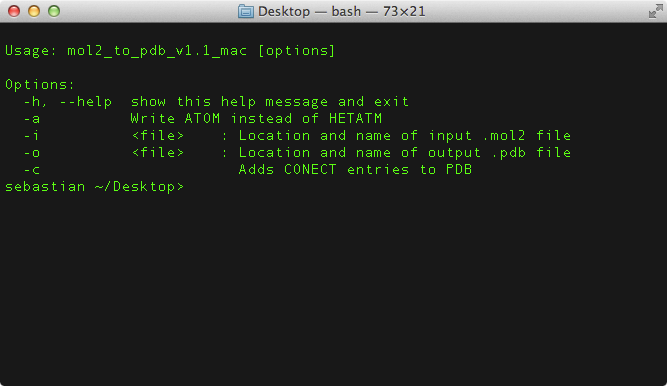 Desktop — bash — 73×21
Usage: mol2_to_pdb_v1.1_mac [options]
Options:
-h, --help  show this help message and exit
-a          Write ATOM instead of HETATM
-i          <file>    : Location and name of input .mol2 file
-o          <file>    : Location and name of output .pdb file
-c                      Adds CONECT entries to PDB
sebastian ~/Desktop>